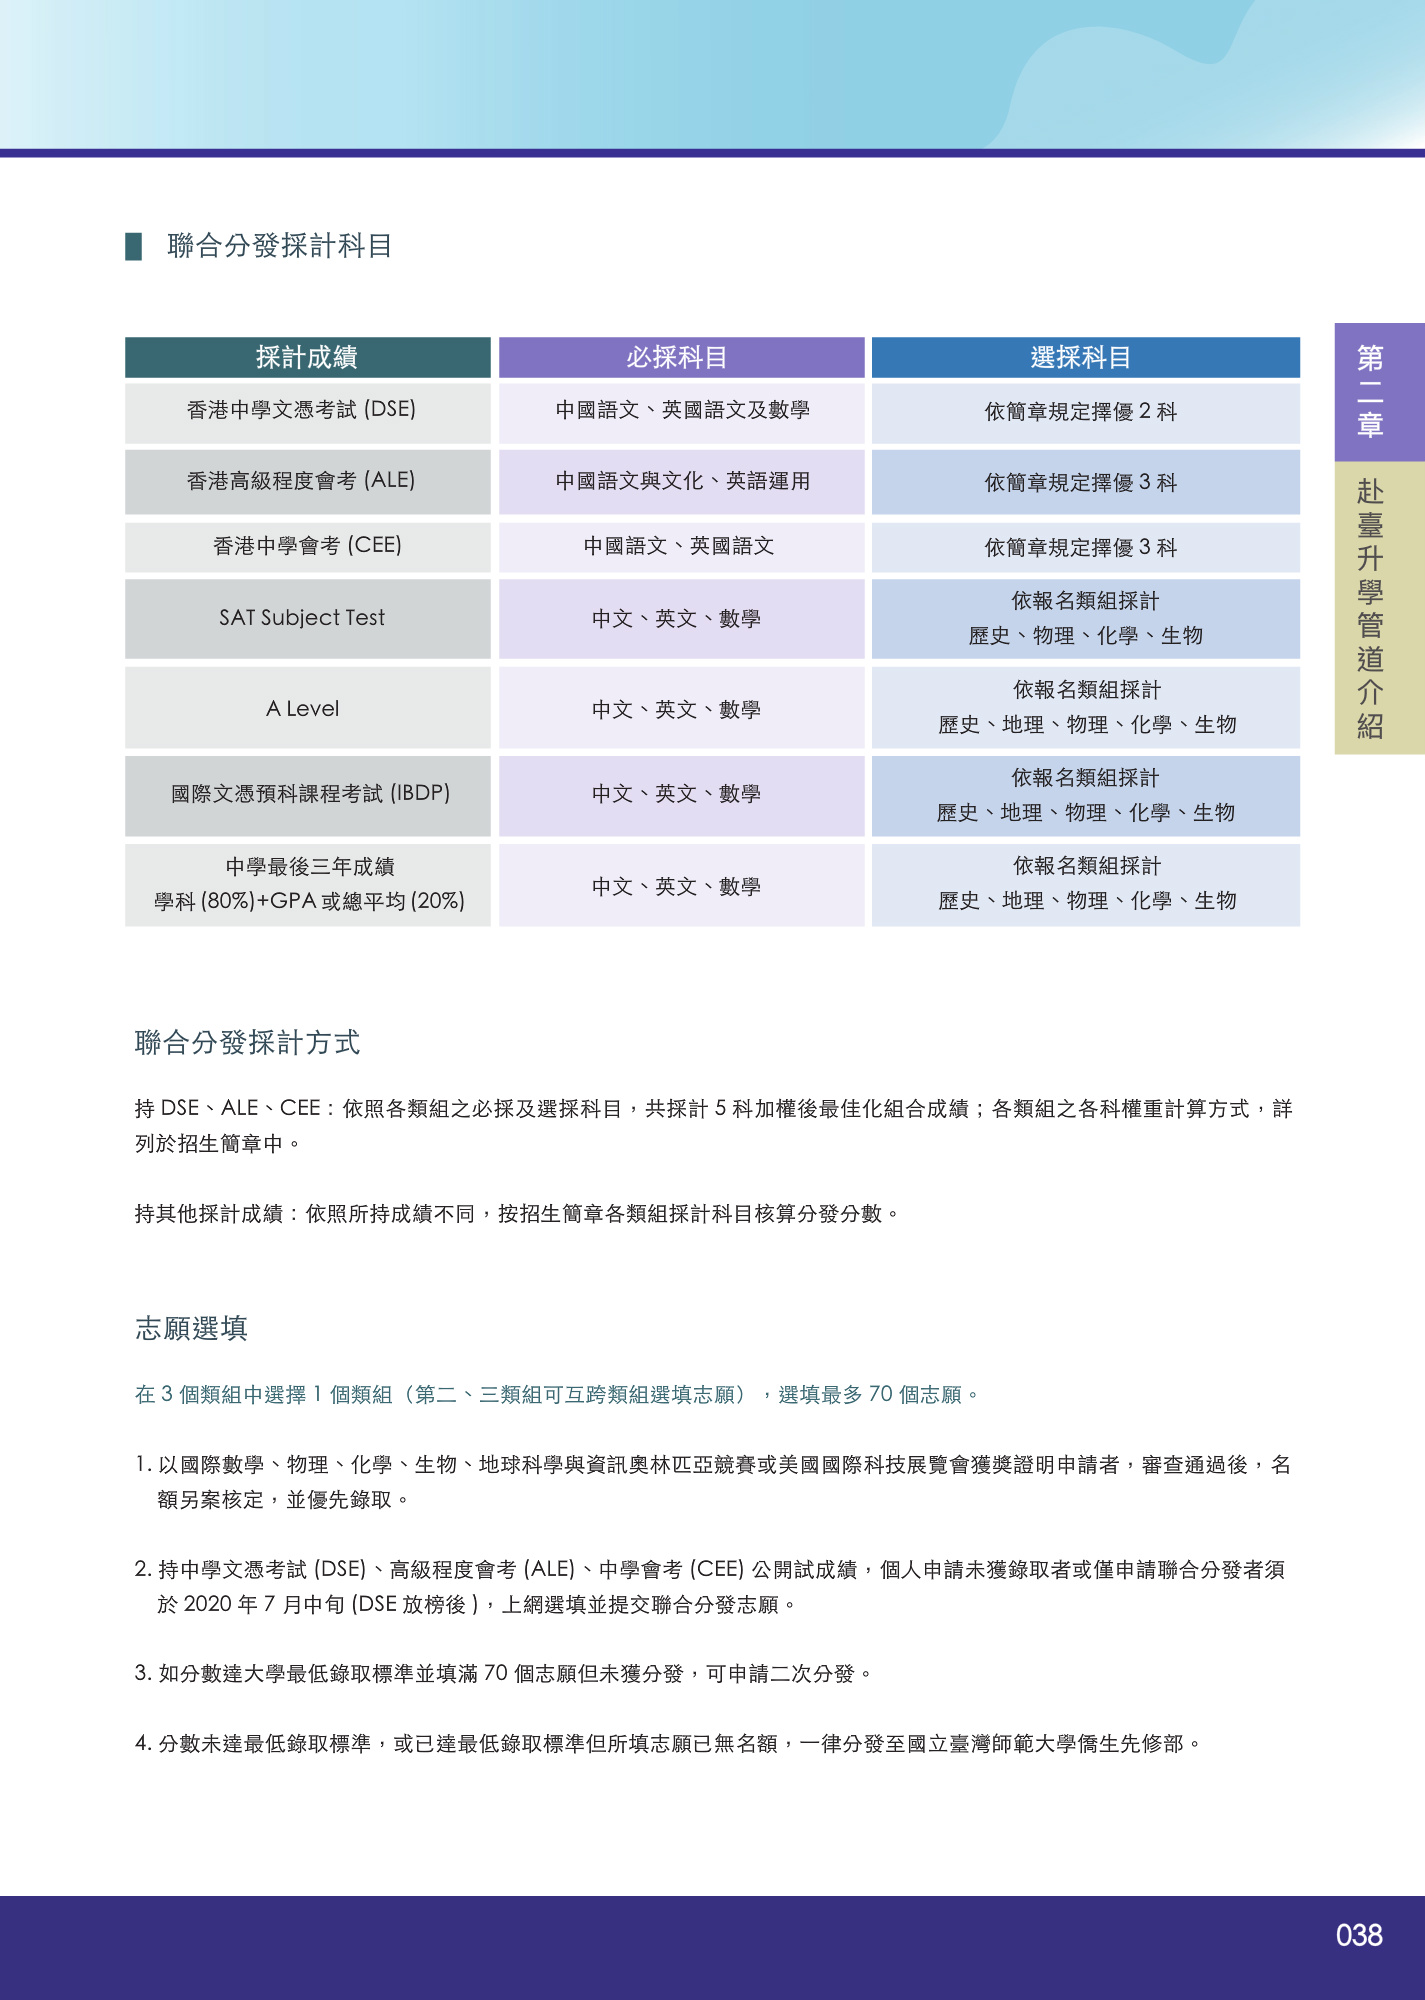 聯合分發採計科目
採計成績 必採科目 選採科目
香港中學文憑考試 (DSE) 中國語文、英國語文及數學 依簡章規定擇優 2 科
香港高級程度會考 (ALE) 中國語文與文化、英語運用 依簡章規定擇優 3 科
香港中學會考 (CEE) 中國語文、英國語文 依簡章規定擇優 3 科
SAT Subject Test 中文、英文、數學 依報名類組採計
歷史、物理、化學、生物
A Level 中文、英文、數學 依報名類組採計
歷史、地理、物理、化學、生物
國際文憑預科課程考試 (IBDP) 中文、英文、數學 依報名類組採計
歷史、地理、物理、化學、生物
中學最後三年成績
學科 (80%)+GPA 或總平均 (20%) 中文、英文、數學 依報名類組採計
歷史、地理、物理、化學、生物
第二章
赴臺升學管道介紹
聯合分發採計方式
持 DSE、ALE、CEE：依照各類組之必採及選採科目，共採計 5 科加權後最佳化組合成績；各類組之各科權重計算方式，詳
列於招生簡章中。
持其他採計成績：依照所持成績不同，按招生簡章各類組採計科目核算分發分數。
志願選填
在 3 個類組中選擇 1 個類組（第二、三類組可互跨類組選填志願），選填最多 70 個志願。
1. 以國際數學、物理、化學、生物、地球科學與資訊奧林匹亞競賽或美國國際科技展覽會獲獎證明申請者，審查通過後，名
額另案核定，並優先錄取。
2. 持中學文憑考試 (DSE)、高級程度會考 (ALE)、中學會考 (CEE) 公開試成績，個人申請未獲錄取者或僅申請聯合分發者須
於 2020 年 7 月中旬 (DSE 放榜後 )，上網選填並提交聯合分發志願。
3. 如分數達大學最低錄取標準並填滿 70 個志願但未獲分發，可申請二次分發。
4. 分數未達最低錄取標準，或已達最低錄取標準但所填志願已無名額，一律分發至國立臺灣師範大學僑生先修部。
038